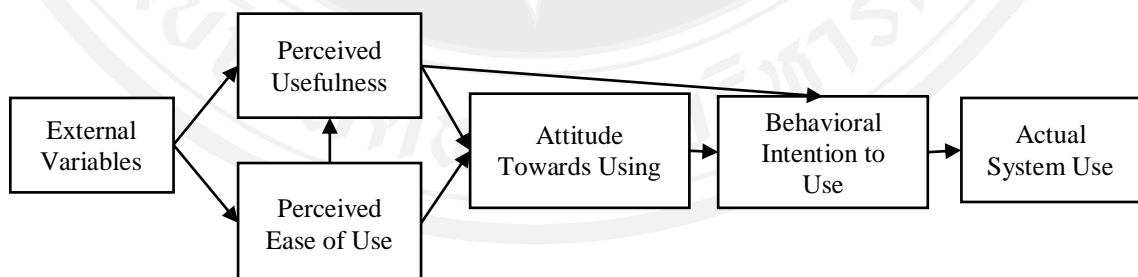 Perceived
Usefulness
External
Variables
Perceived
Ease of Use
Attitude
Towards Using
Behavioral
Intention to
Use
Actual
System Use